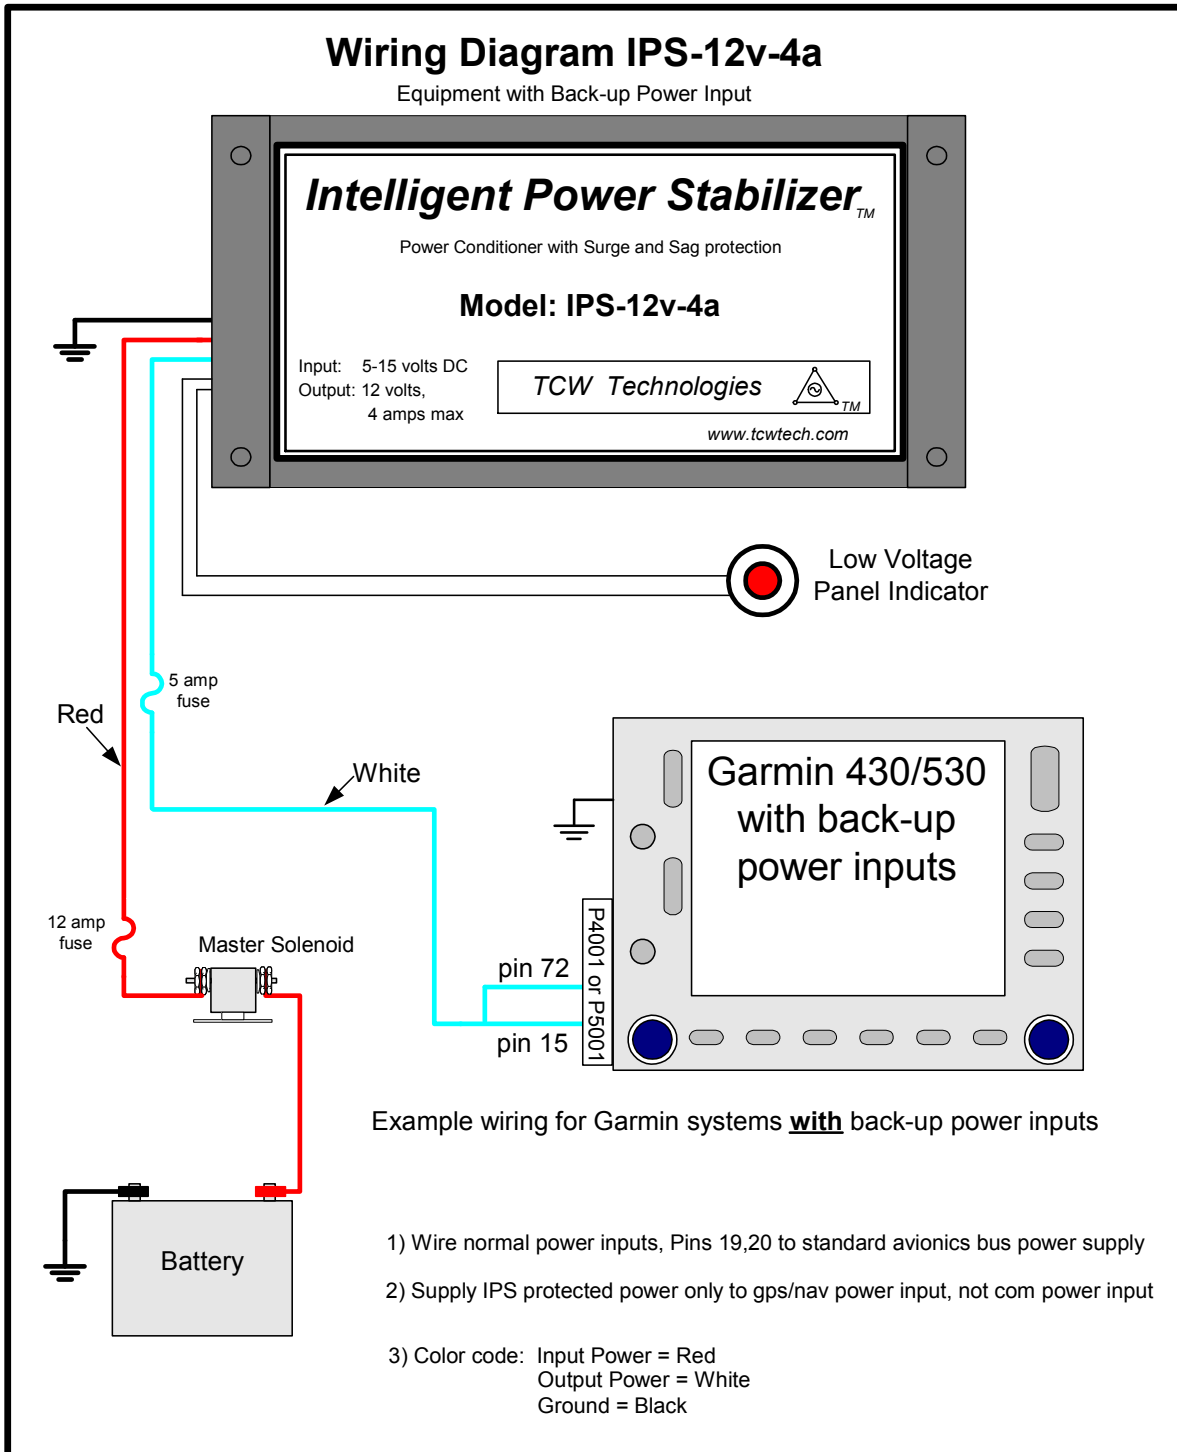 Wiring Diagram IPS-12v-4a
Equipment with Back-up Power Input
Intelligent Power Stabilizer TM
Power Conditioner with Surge and Sag protection
Model: IPS-12v-4a
Input: 5-15 volts DC
Output: 12 volts,
4 amps max
TCW Technologies TM
www.tcwtech.com
Low Voltage
Panel Indicator
5 amp
fuse
Red
White
Garmin 430/530
with back-up
power inputs
12 amp
fuse
Master Solenoid
P4001 or P5001
pin 72
pin 15
Example wiring for Garmin systems with back-up power inputs
Battery
1) Wire normal power inputs, Pins 19,20 to standard avionics bus power supply
2) Supply IPS protected power only to gps/nav power input, not com power input
3) Color code: Input Power = Red
Output Power = White
Ground = Black